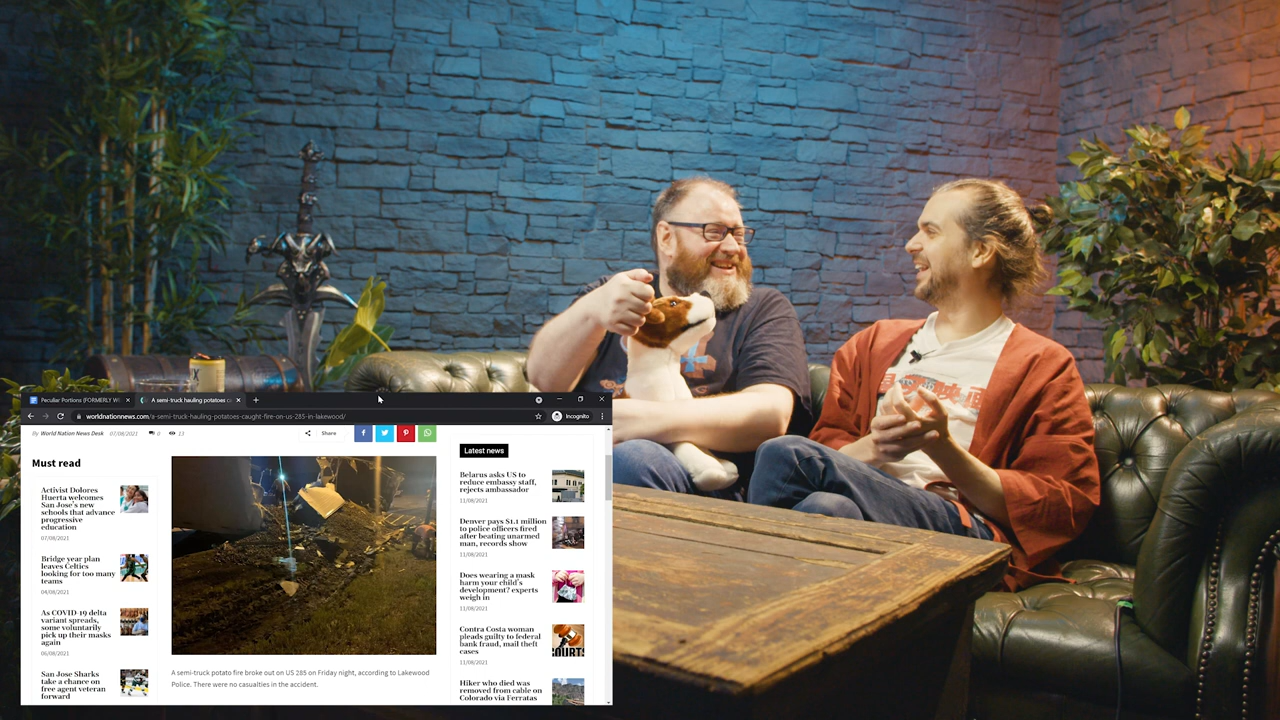 Peculiar Portions (FORMERLY W
A semi-truck hauling potatoes c
worldnationnews.com/a-semi-truck-hauling-potatoes-caught-fire-on-us-285-in-lakewood/
Incognito
By World Nation News Desk 07/08/2021 0 13
Share
Must read
Activist Dolores
Huerta welcomes
San Jose's new
schools that advance
progressive
education
07/08/2021
Bridge year plan
leaves Celtics
looking for too many
teams
04/08/2021
As COVID-19 delta
variant spreads,
some voluntarily
pick up their masks
again
06/08/2021
San Jose Sharks
take a chance on
free agent veteran
forward
A semi-truck potato fire broke out on US 285 on Friday night, according to Lakewood
Police. There were no casualties in the accident.
Latest news
Belarus asks US to
reduce embassy staff,
rejects ambassador
11/08/2021
Denver pays $1.1 million
to police officers fired
after beating unarmed
man, records show
11/08/2021
Does wearing a mask
harm your child's
development? experts
weigh in
11/08/2021
Contra Costa woman
pleads guilty to federal
bank fraud, mail theft
cases
11/08/2021
Hiker who died was
removed from cable on
Colorado via Ferratas